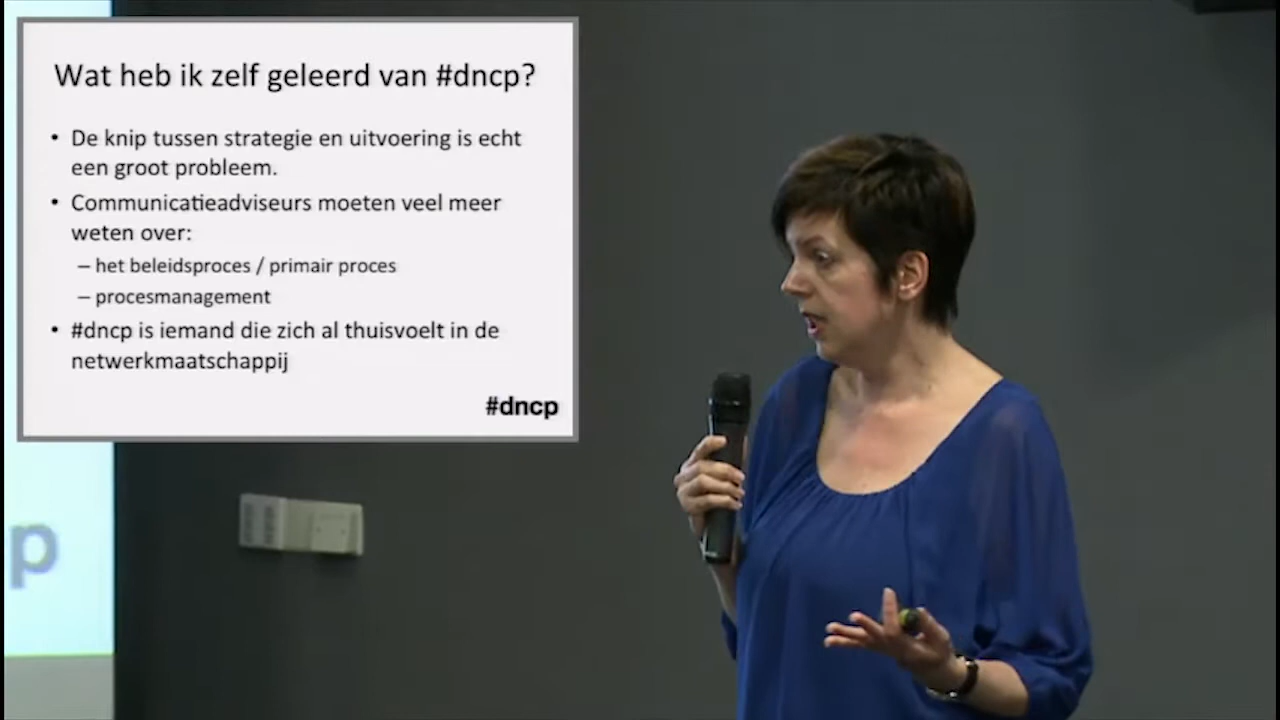 Wat heb ik zelf geleerd van #dncp?
• De knip tussen strategie en uitvoering is echt
een groot probleem.
• Communicatieadviseurs moeten veel meer
weten over:
– het beleidsproces / primair proces
– procesmanagement
• #dncp is iemand die zich al thuisvoelt in de
netwerkmaatschappij
#dncp
p